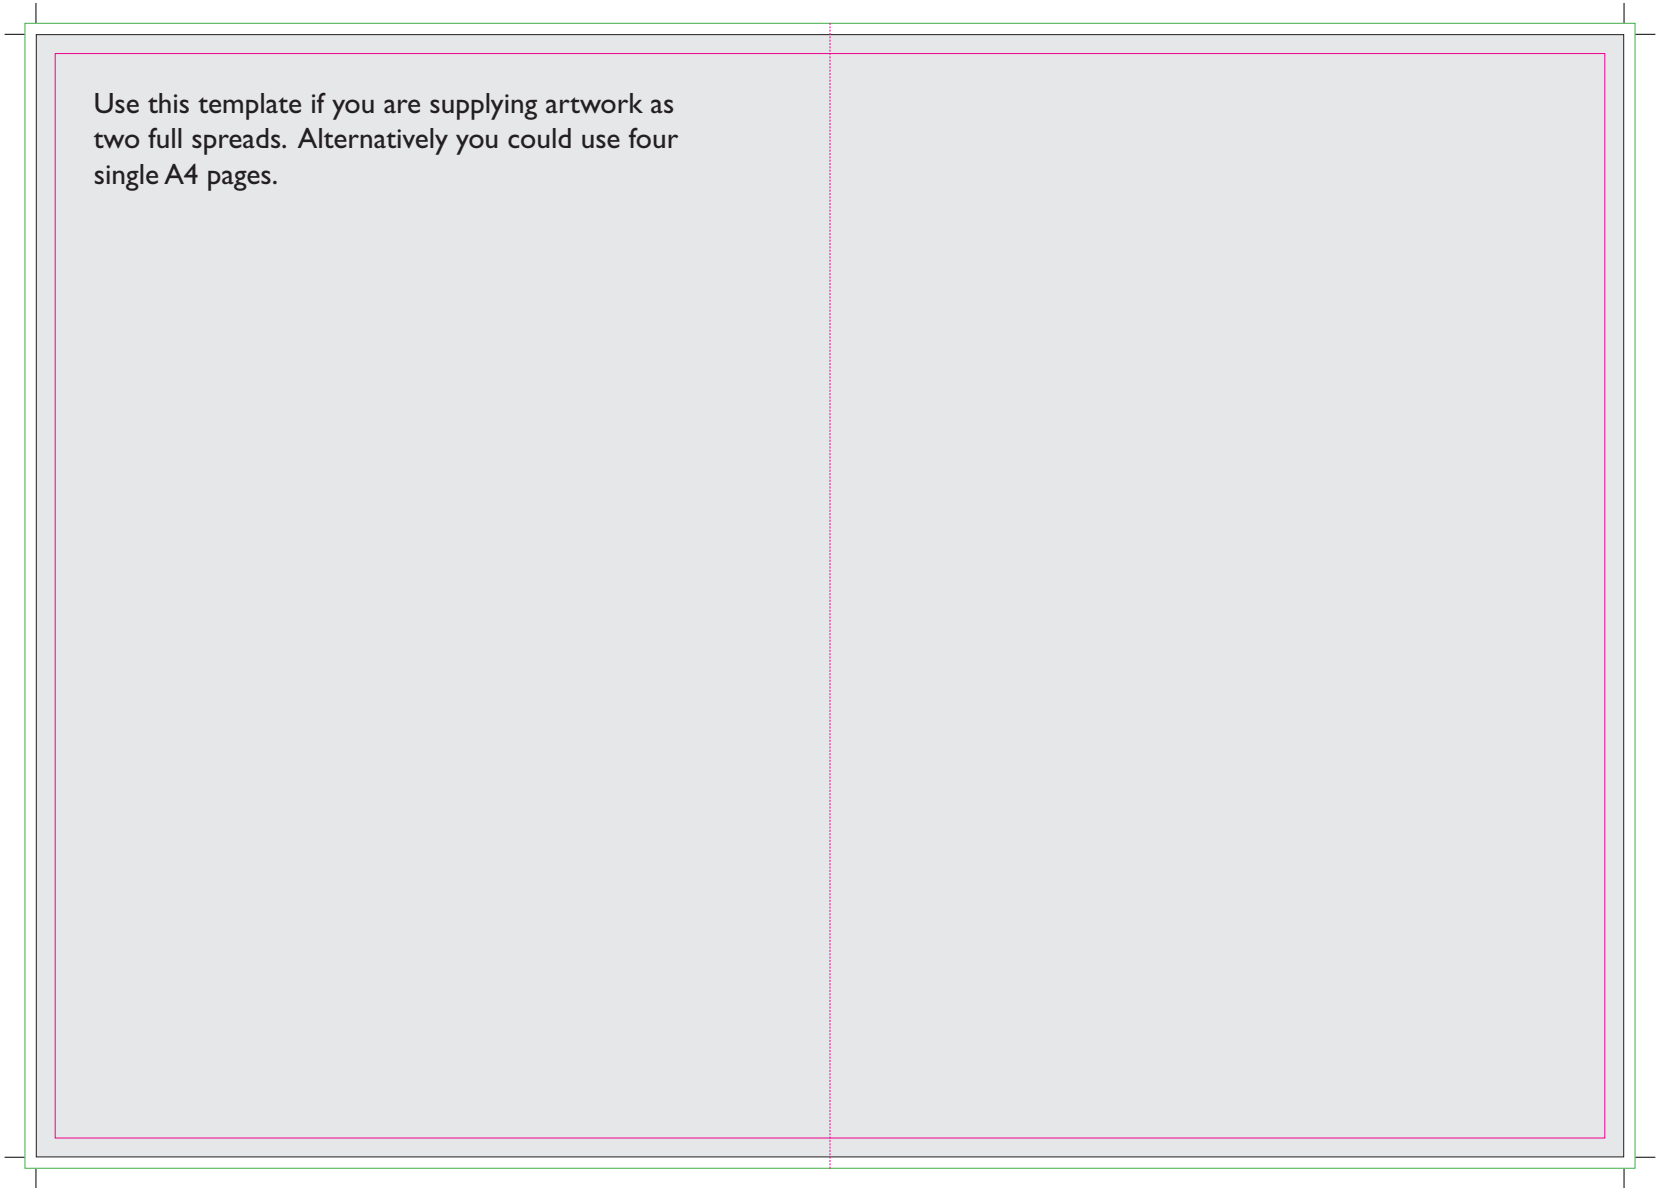 Use this template if you are supplying artwork as
two full spreads. Alternatively you could use four
single A4 pages.